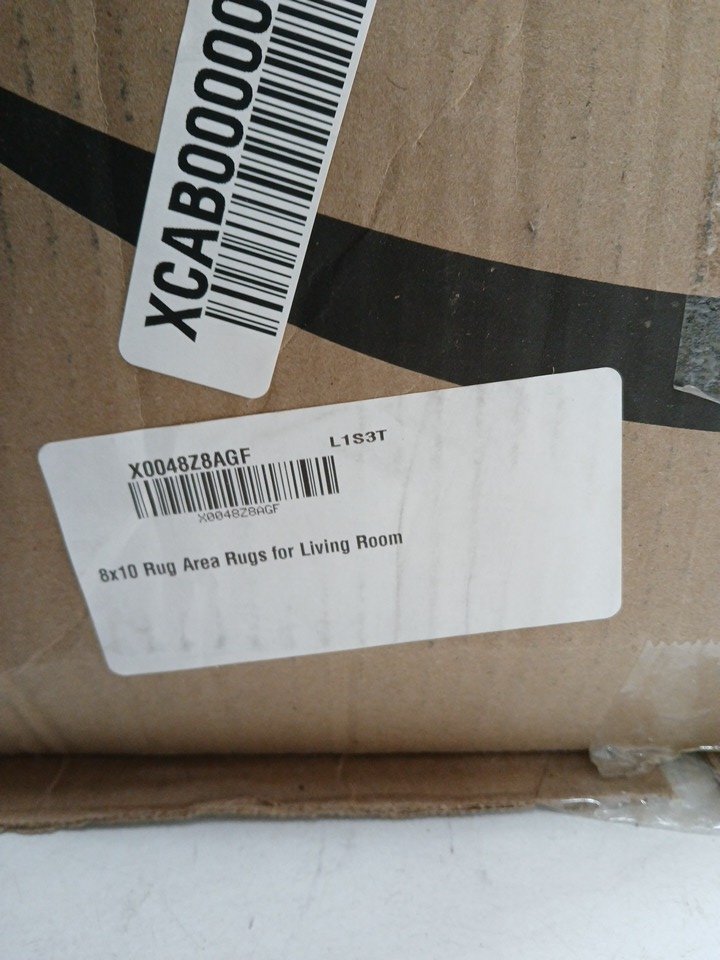 XCAB00000
X0048Z8AGF
L1S3T
X0048Z8AGF
8x10 Rug Area Rugs for Living Room